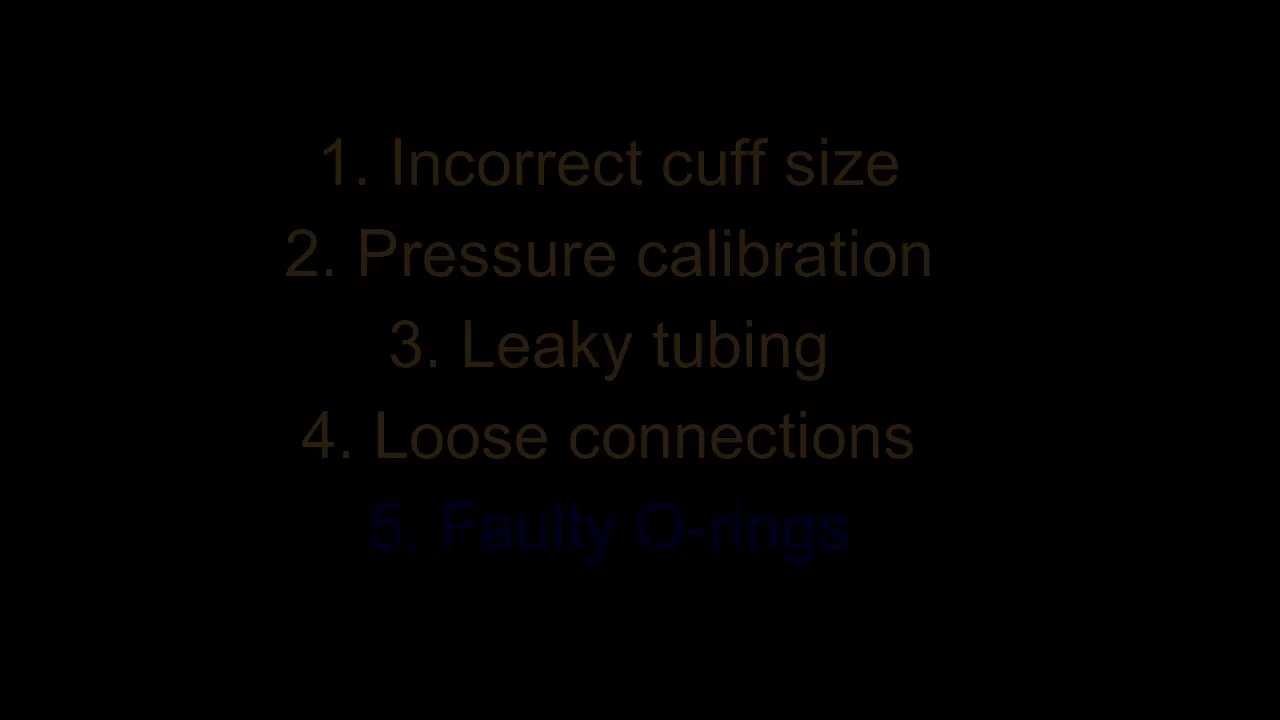 1. Incorrect cuff size
2. Pressure calibration
3. Leaky tubing
4. Loose connections
5. Faulty O-rings